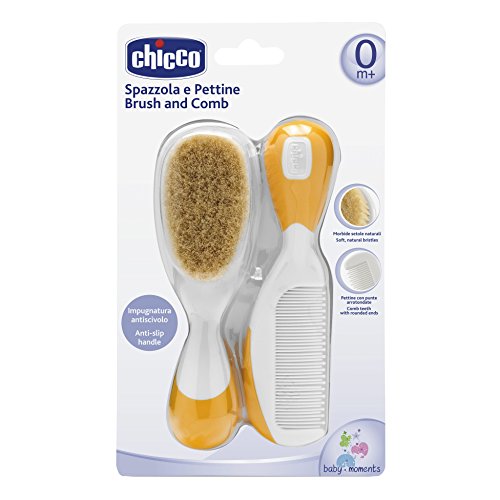 chicco
0
m+
Spazzola e Pettine
Brush and Comb
chicco
Morbide setole naturali
Soft, natural bristles
Pettine con punte
arrotondate
Comb teeth
with rounded ends
Impugnatura
antiscivolo
Anti-slip
handle
baby moments